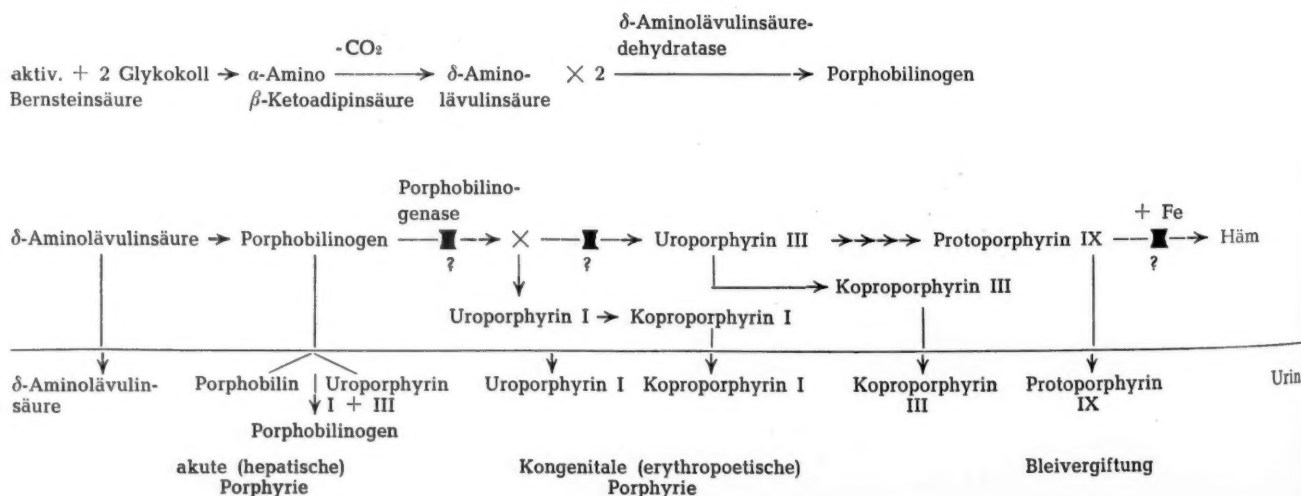 δ-Aminolävulinsäure-
-CO₂ dehydratase
aktiv. + 2 Glykokoll → α-Amino → δ-Amino- × 2 → Porphobilinogen
Bernsteinsäure β-Ketoadipinsäure lävulinsäure
Porphobilino-
genase + Fe
δ-Aminolävulinsäure → Porphobilinogen → × → Uroporphyrin III →→→→ Protoporphyrin IX → Häm
? ? ?
Koproporphyrin III
Uroporphyrin I → Koproporphyrin I
δ-Aminolävulin- Porphobilin Uroporphyrin Uroporphyrin I Koproporphyrin I Koproporphyrin Protoporphyrin Urin
säure I + III III IX
Porphobilinogen
akute (hepatische) Kongenitale (erythropoetische) Bleivergiftung
Porphyrie Porphyrie